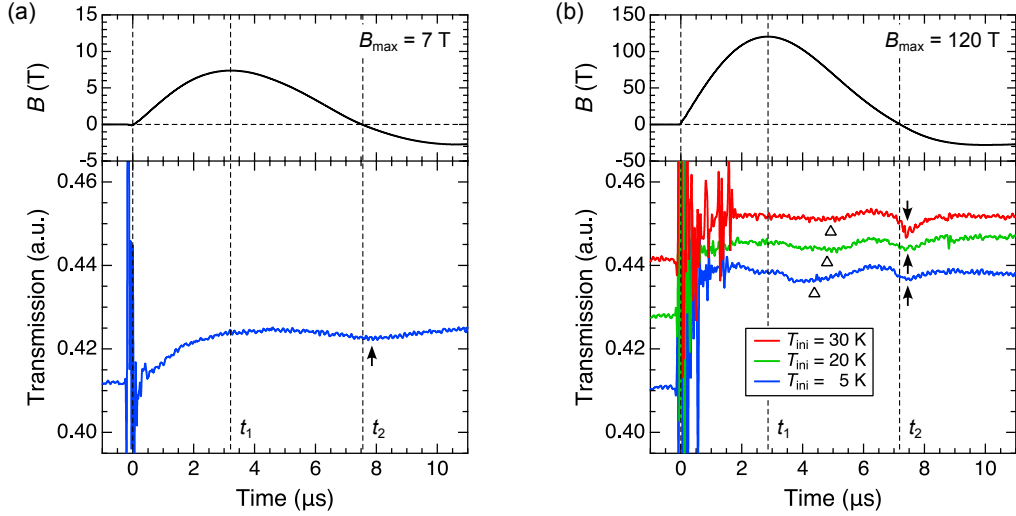 (a)
B (T)
15
10
5
0
-5
Bmax = 7 T
Transmission (a.u.)
0.46
0.44
0.42
0.40
t1
t2
0
2
4
6
8
10
Time (µs)
(b)
B (T)
150
100
50
0
-50
Bmax = 120 T
Transmission (a.u.)
0.46
0.44
0.42
0.40
Tini = 30 K
Tini = 20 K
Tini = 5 K
t1
t2
0
2
4
6
8
10
Time (µs)